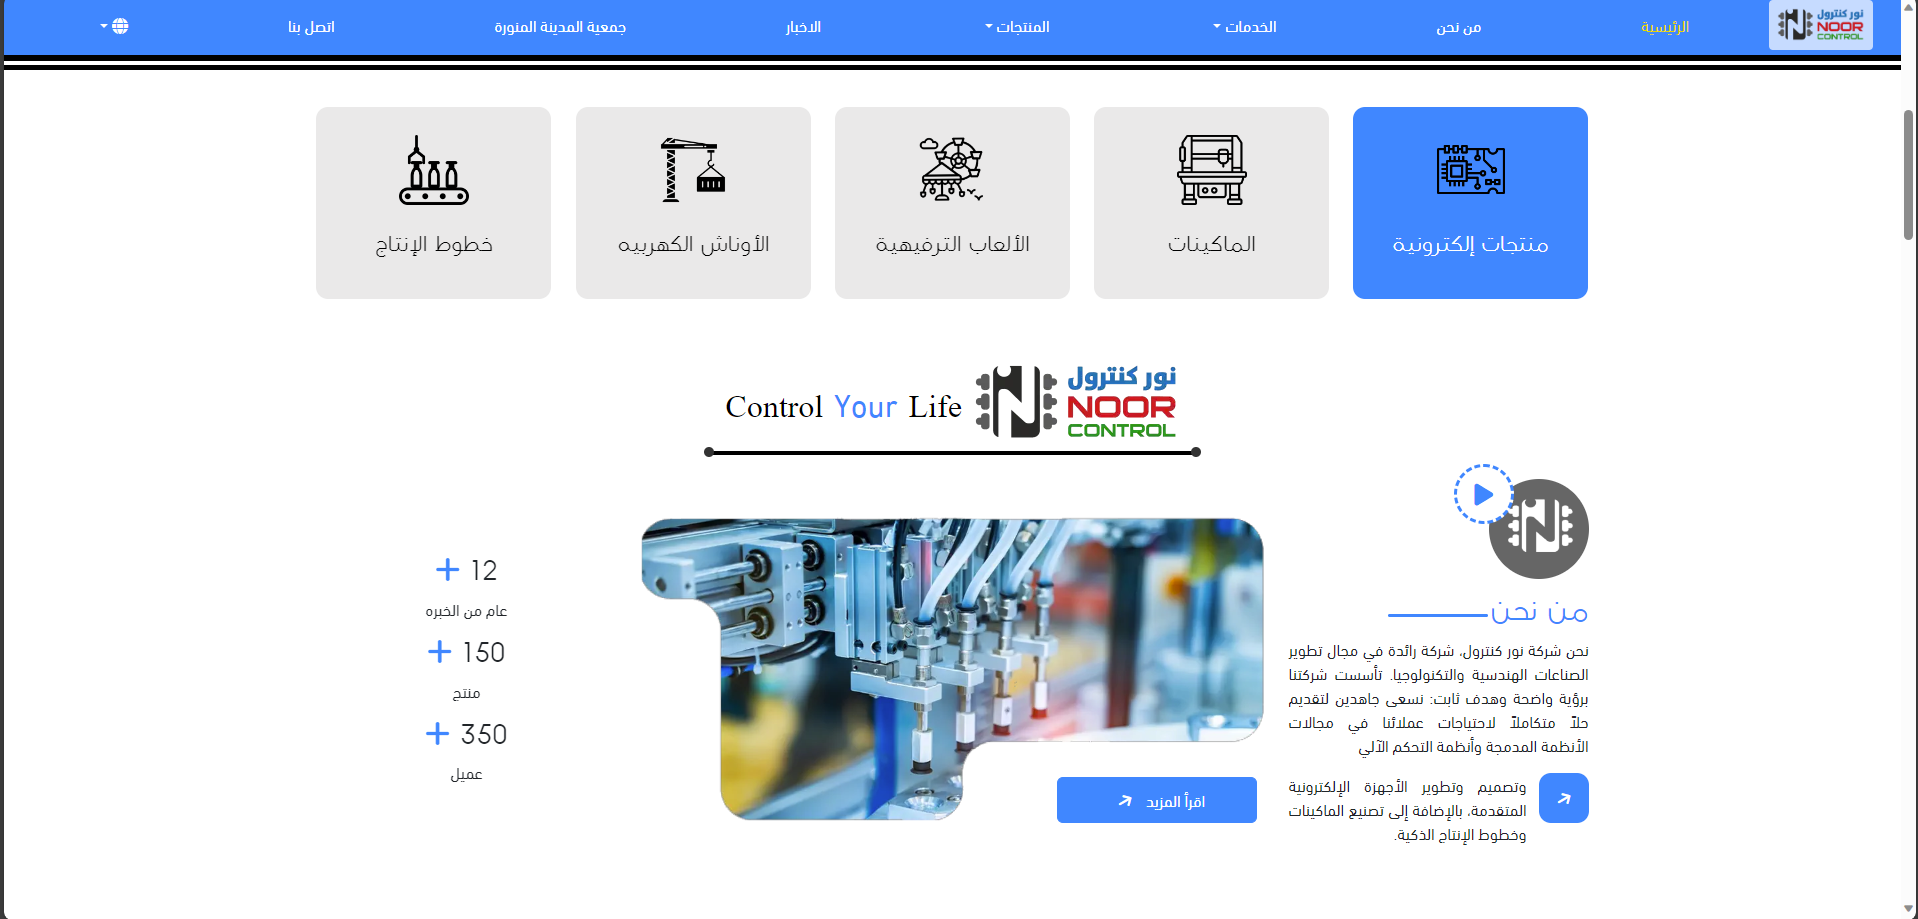 نور كنترول
NOOR
CONTROL
الرئيسية
من نحن
الخدمات
المنتجات
الاخبار
جمعية المدينة المنورة
اتصل بنا
منتجات إلكترونية
الماكينات
الألعاب الترفيهية
الأوناش الكهربيه
خطوط الإنتاج
Control Your Life
نور كنترول
NOOR
CONTROL
من نحن
نحن شركة نور كنترول، شركة رائدة في مجال تطوير
الصناعات الهندسية والتكنولوجيا. تأسست شركتنا
برؤية واضحة وهدف ثابت: نسعى جاهدين لتقديم
حلاً متكاملاً لاحتياجات عملائنا في مجالات
الأنظمة المدمجة وأنظمة التحكم الآلي
وتصميم وتطوير الأجهزة الإلكترونية
المتقدمة، بالإضافة إلى تصنيع الماكينات
وخطوط الإنتاج الذكية.
اقرأ المزيد
12 +
عام من الخبره
150 +
منتج
350 +
عميل